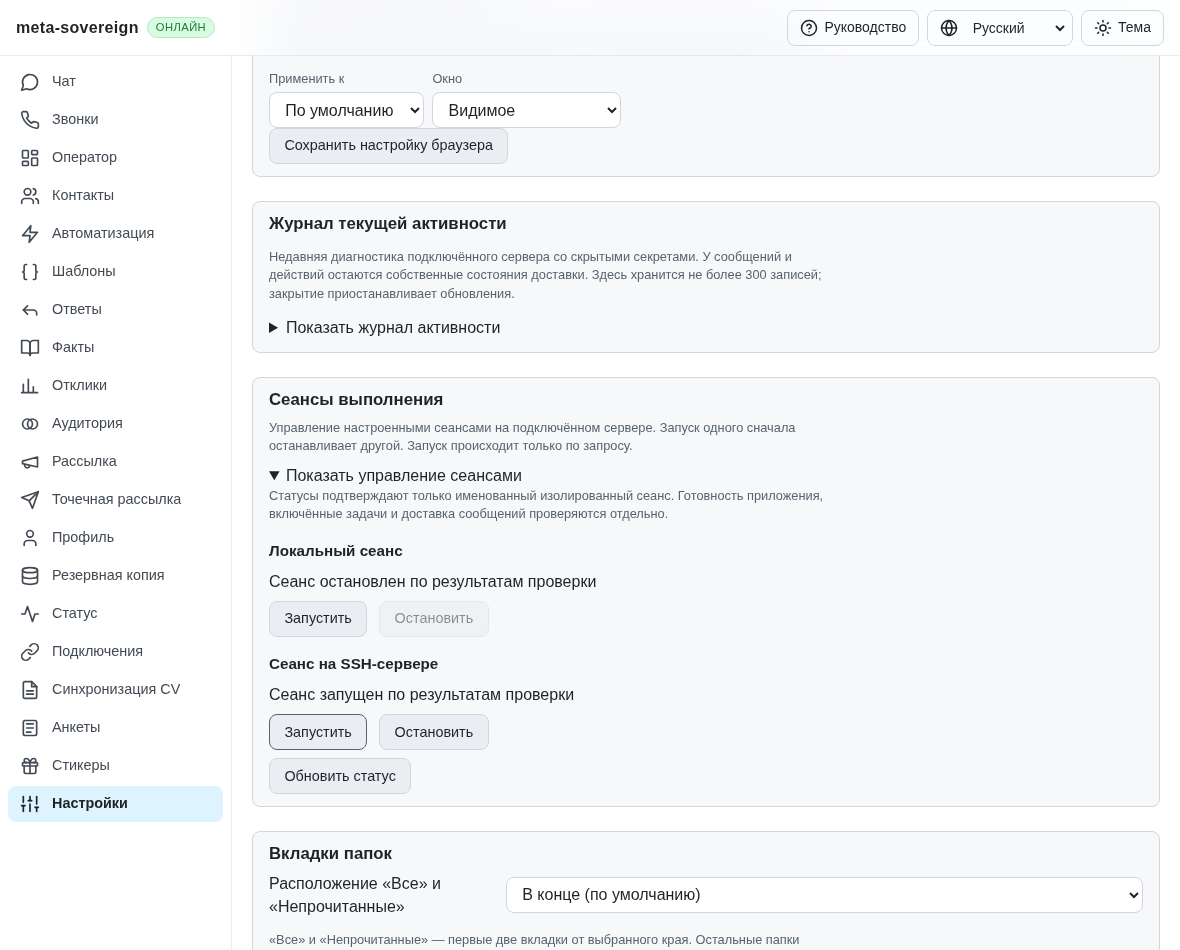 meta-sovereign ОНЛАЙН Руководство Русский Тема
Чат
Звонки
Оператор
Контакты
Автоматизация
Шаблоны
Ответы
Факты
Отклики
Аудитория
Рассылка
Точечная рассылка
Профиль
Резервная копия
Статус
Подключения
Синхронизация CV
Анкеты
Стикеры
Настройки
Применить к Окно
По умолчанию Видимое
Сохранить настройку браузера
Журнал текущей активности
Недавняя диагностика подключённого сервера со скрытыми секретами. У сообщений и
действий остаются собственные состояния доставки. Здесь хранится не более 300 записей;
закрытие приостанавливает обновления.
Показать журнал активности
Сеансы выполнения
Управление настроенными сеансами на подключённом сервере. Запуск одного сначала
останавливает другой. Запуск происходит только по запросу.
Показать управление сеансами
Статусы подтверждают только именованный изолированный сеанс. Готовность приложения,
включённые задачи и доставка сообщений проверяются отдельно.
Локальный сеанс
Сеанс остановлен по результатам проверки
Запустить Остановить
Сеанс на SSH-сервере
Сеанс запущен по результатам проверки
Запустить Остановить
Обновить статус
Вкладки папок
Расположение «Все» и
«Непрочитанные»
В конце (по умолчанию)
«Все» и «Непрочитанные» — первые две вкладки от выбранного края. Остальные папки